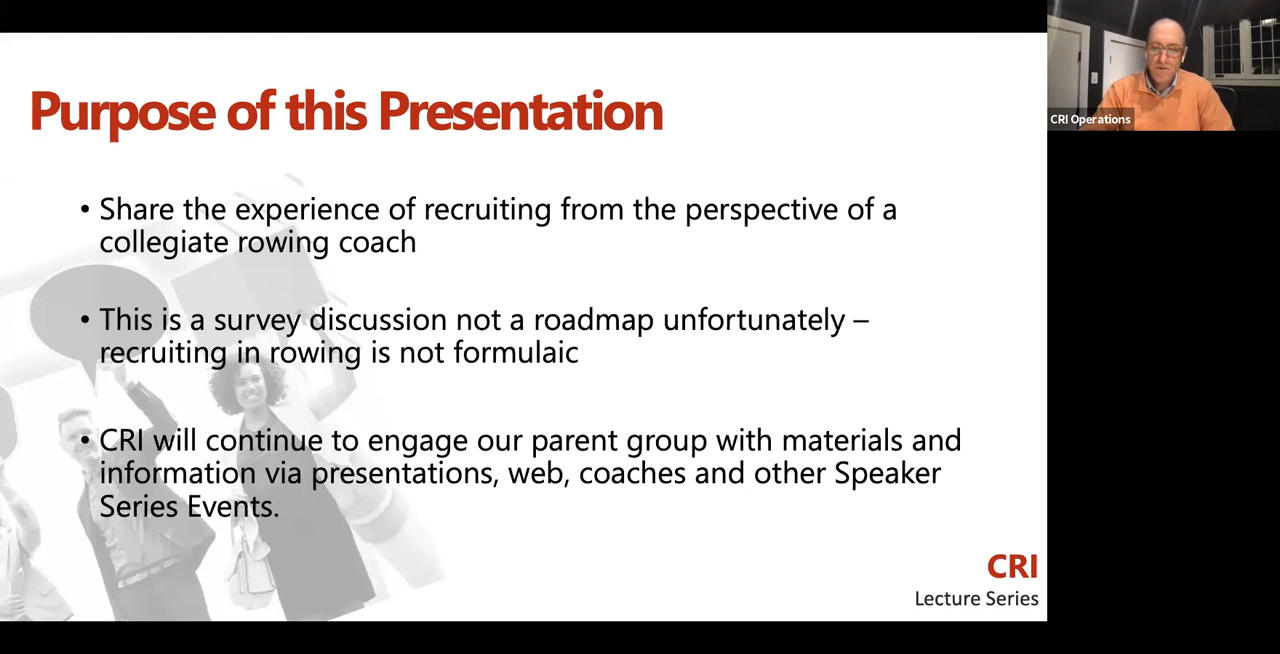 Purpose of this Presentation
• Share the experience of recruiting from the perspective of a
collegiate rowing coach
• This is a survey discussion not a roadmap unfortunately –
recruiting in rowing is not formulaic
• CRI will continue to engage our parent group with materials and
information via presentations, web, coaches and other Speaker
Series Events.
CRI
Lecture Series
CRI Operations